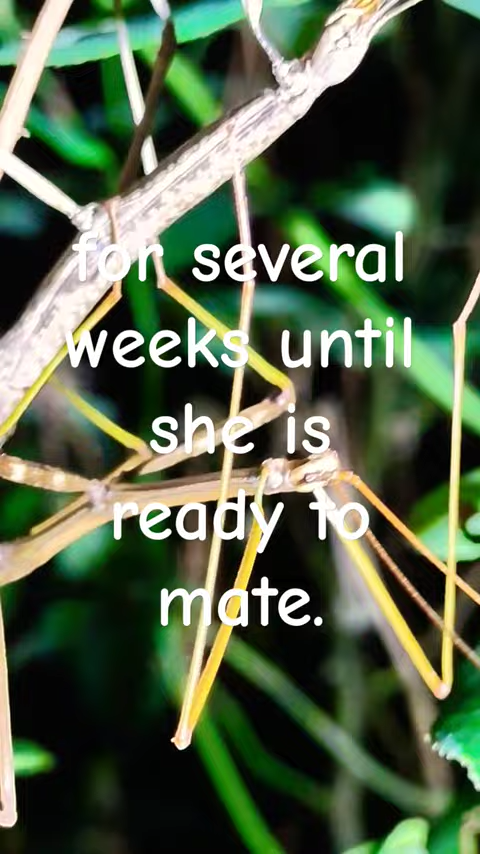 for several
weeks until
she is
ready to
mate.